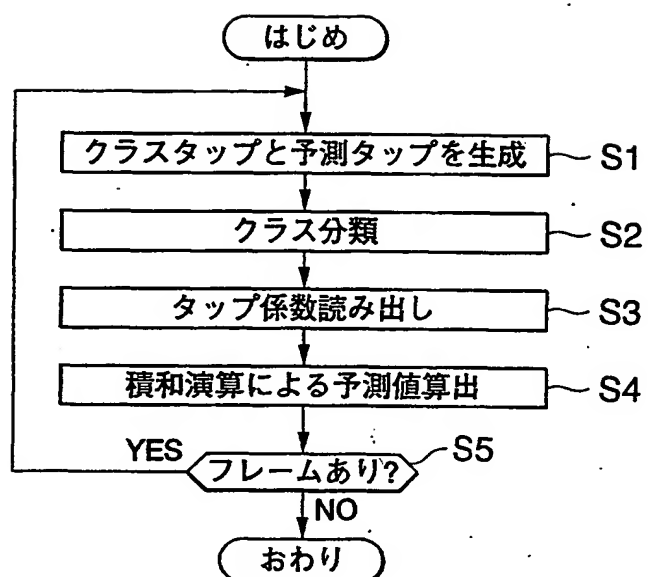 はじめ
クラスタップと予測タップを生成 S1
クラス分類 S2
タップ係数読み出し S3
積和演算による予測値算出 S4
YES フレームあり? S5
NO
おわり